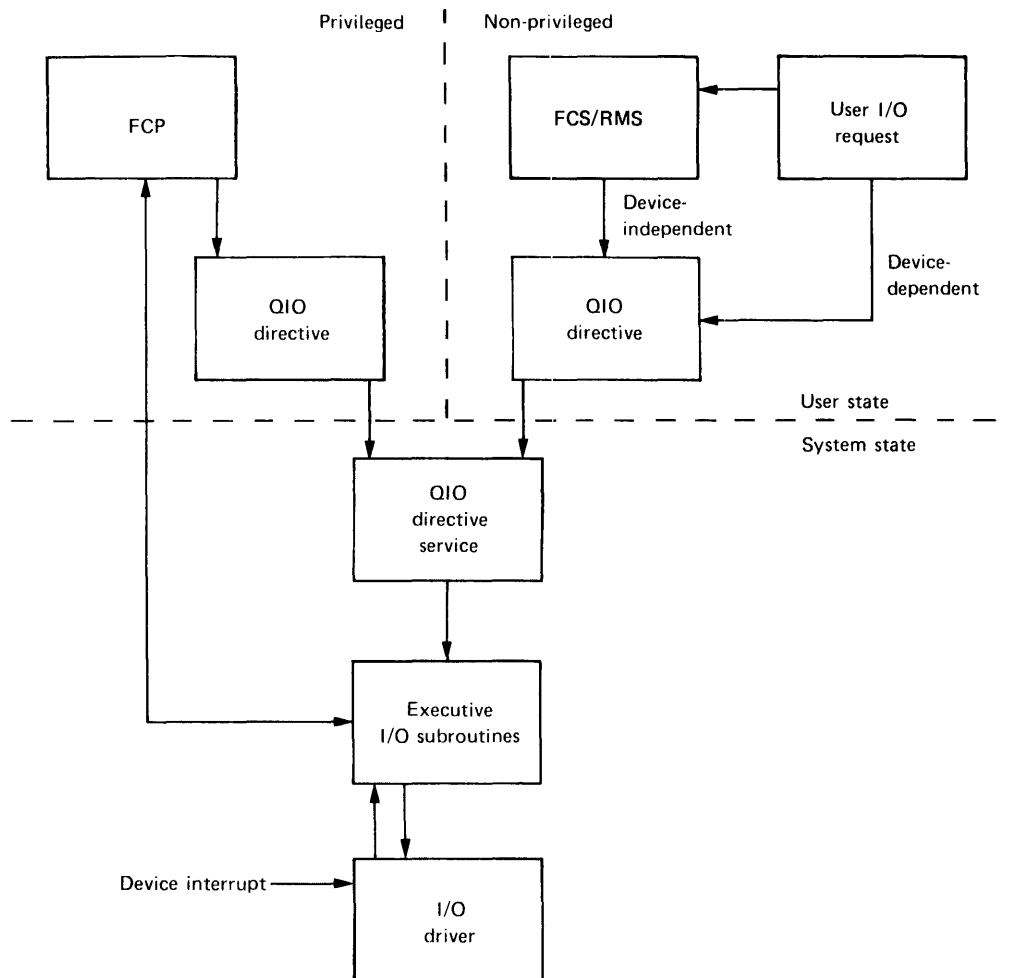 Privileged
Non-privileged
FCP
FCS/RMS
User I/O
request
Device-
independent
Device-
dependent
QIO
directive
QIO
directive
User state
System state
QIO
directive
service
Executive
I/O subroutines
Device interrupt
I/O
driver